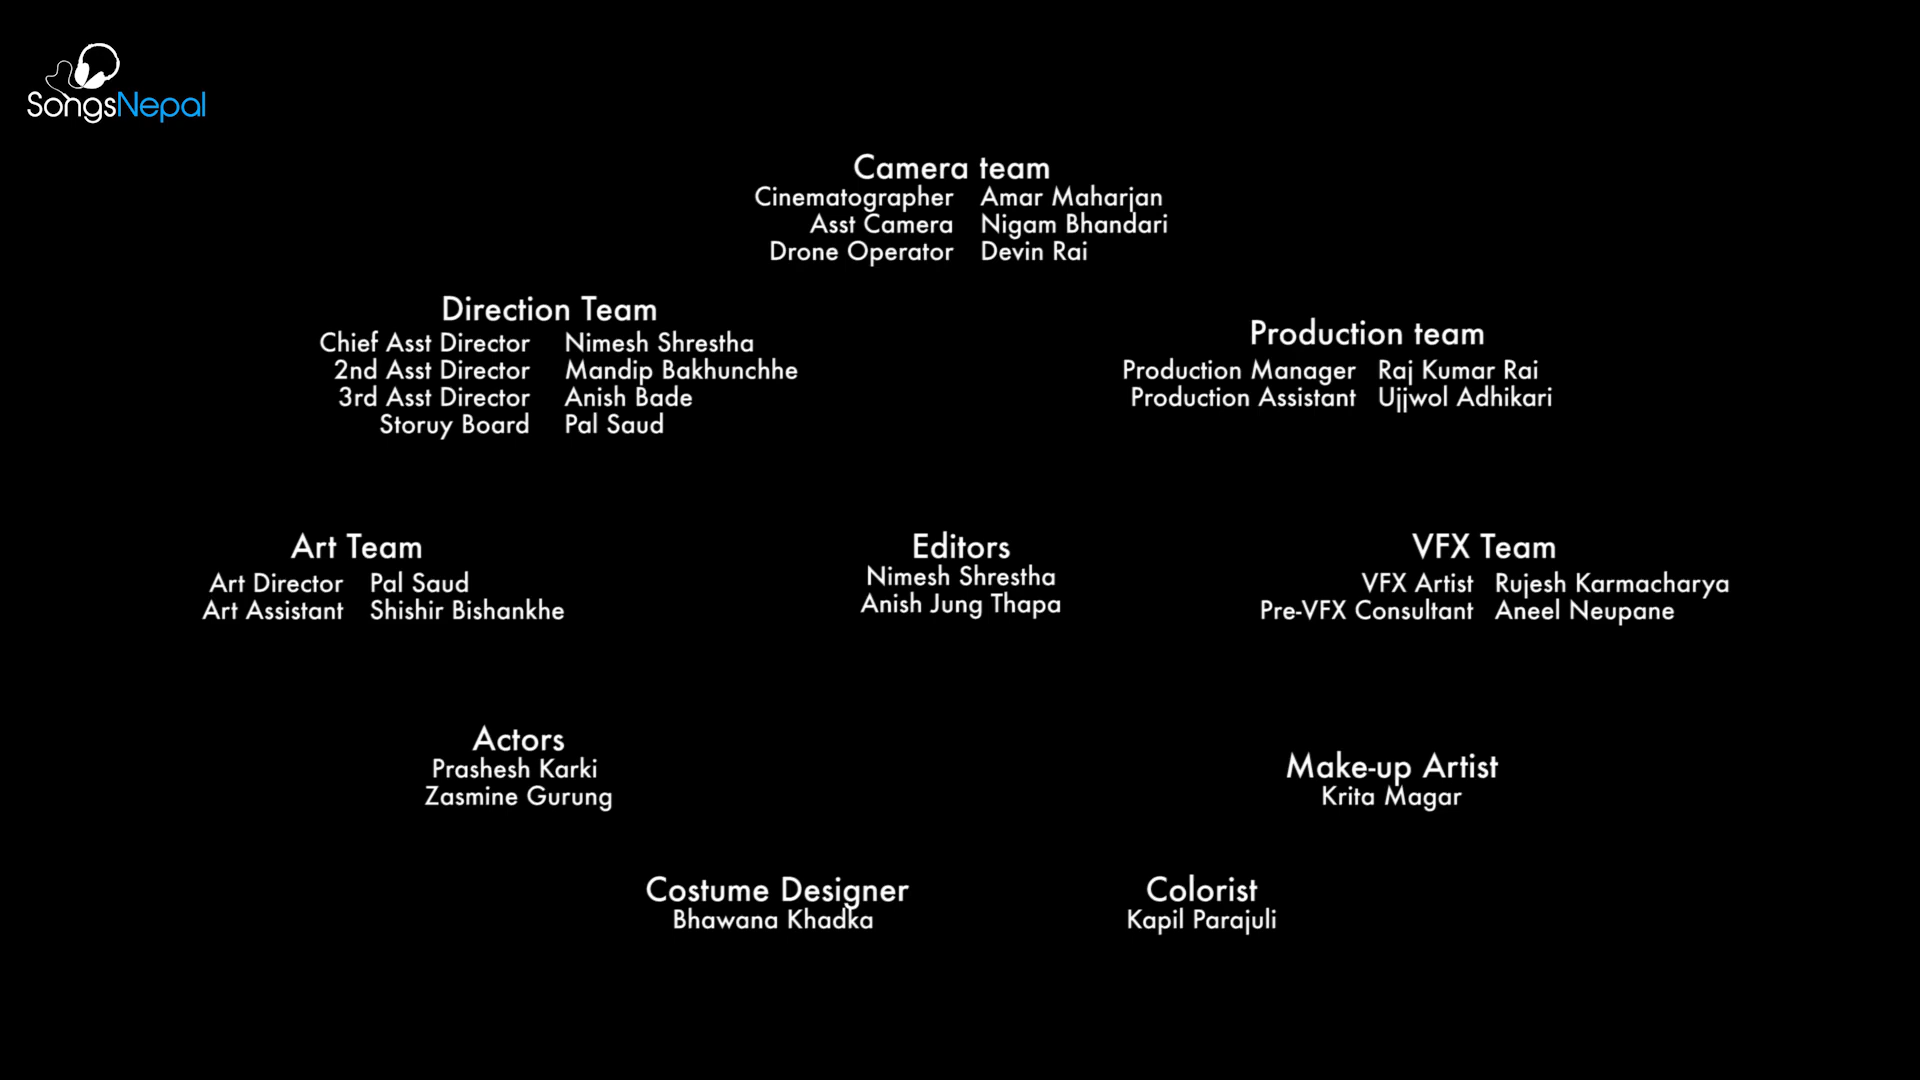 SongsNepal
Camera team
Cinematographer Amar Maharjan
Asst Camera Nigam Bhandari
Drone Operator Devin Rai
Direction Team
Chief Asst Director Nimesh Shrestha
2nd Asst Director Mandip Bakhunchhe
3rd Asst Director Anish Bade
Storuy Board Pal Saud
Production team
Production Manager Raj Kumar Rai
Production Assistant Ujjwol Adhikari
Art Team
Art Director Pal Saud
Art Assistant Shishir Bishankhe
Editors
Nimesh Shrestha
Anish Jung Thapa
VFX Team
VFX Artist Rujesh Karmacharya
Pre-VFX Consultant Aneel Neupane
Actors
Prashesh Karki
Zasmine Gurung
Make-up Artist
Krita Magar
Costume Designer
Bhawana Khadka
Colorist
Kapil Parajuli